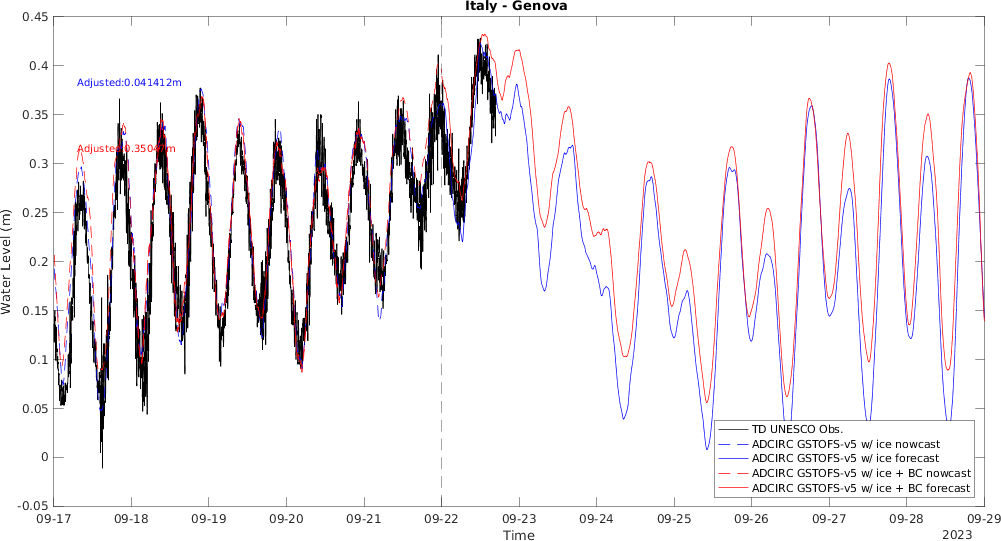 Italy - Genova
0.45
0.4
0.35
0.3
0.25
0.2
0.15
0.1
0.05
0
-0.05
Water Level (m)
Adjusted:0.041412m
09-17
09-18
09-19
09-20
09-21
09-22
09-23
09-24
09-25
09-26
09-27
09-28
09-29
Time
2023
TD UNESCO Obs.
ADCIRC GSTOFS-v5 w/ ice nowcast
ADCIRC GSTOFS-v5 w/ ice forecast
ADCIRC GSTOFS-v5 w/ ice + BC nowcast
ADCIRC GSTOFS-v5 w/ ice + BC forecast